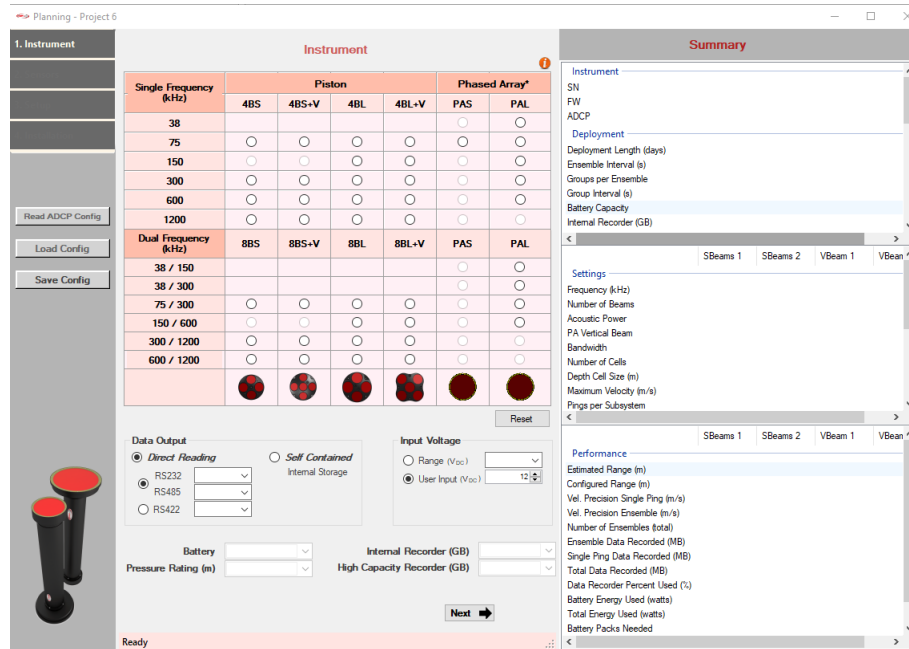 Planning - Project 6
1. Instrument
Read ADCP Config
Load Config
Save Config
Instrument
Single Frequency (kHz) Piston Phased Array*
4BS 4BS+V 4BL 4BL+V PAS PAL
38
75
150
300
600
1200
Dual Frequency (kHz) 8BS 8BS+V 8BL 8BL+V PAS PAL
38 / 150
38 / 300
75 / 300
150 / 600
300 / 1200
600 / 1200
Reset
Data Output
Direct Reading Self Contained
Internal Storage
RS232
RS485
RS422
Input Voltage
Range (VDC)
User Input (VDC) 12
Battery Internal Recorder (GB)
Pressure Rating (m) High Capacity Recorder (GB)
Next
Ready
Summary
Instrument
SN
FW
ADCP
Deployment
Deployment Length (days)
Ensemble Interval (s)
Groups per Ensemble
Group Interval (s)
Battery Capacity
Internal Recorder (GB)
SBeams 1 SBeams 2 VBeam 1 VBeam
Settings
Frequency (kHz)
Number of Beams
Acoustic Power
PA Vertical Beam
Bandwidth
Number of Cells
Depth Cell Size (m)
Maximum Velocity (m/s)
Pings per Subsystem
SBeams 1 SBeams 2 VBeam 1 VBeam
Performance
Estimated Range (m)
Configured Range (m)
Vel. Precision Single Ping (m/s)
Vel. Precision Ensemble (m/s)
Number of Ensembles (total)
Ensemble Data Recorded (MB)
Single Ping Data Recorded (MB)
Total Data Recorded (MB)
Data Recorder Percent Used (%)
Battery Energy Used (watts)
Total Energy Used (watts)
Battery Packs Needed